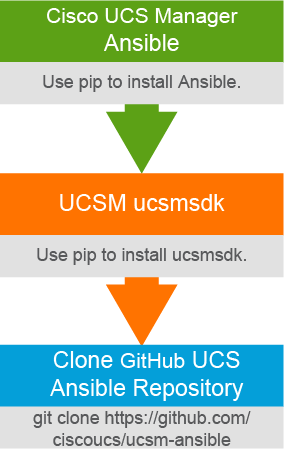 Cisco UCS Manager
Ansible
Use pip to install Ansible.
UCSM ucsmsdk
Use pip to install ucsmsdk.
Clone GitHub UCS
Ansible Repository
git clone https://github.com/
ciscoucs/ucsm-ansible